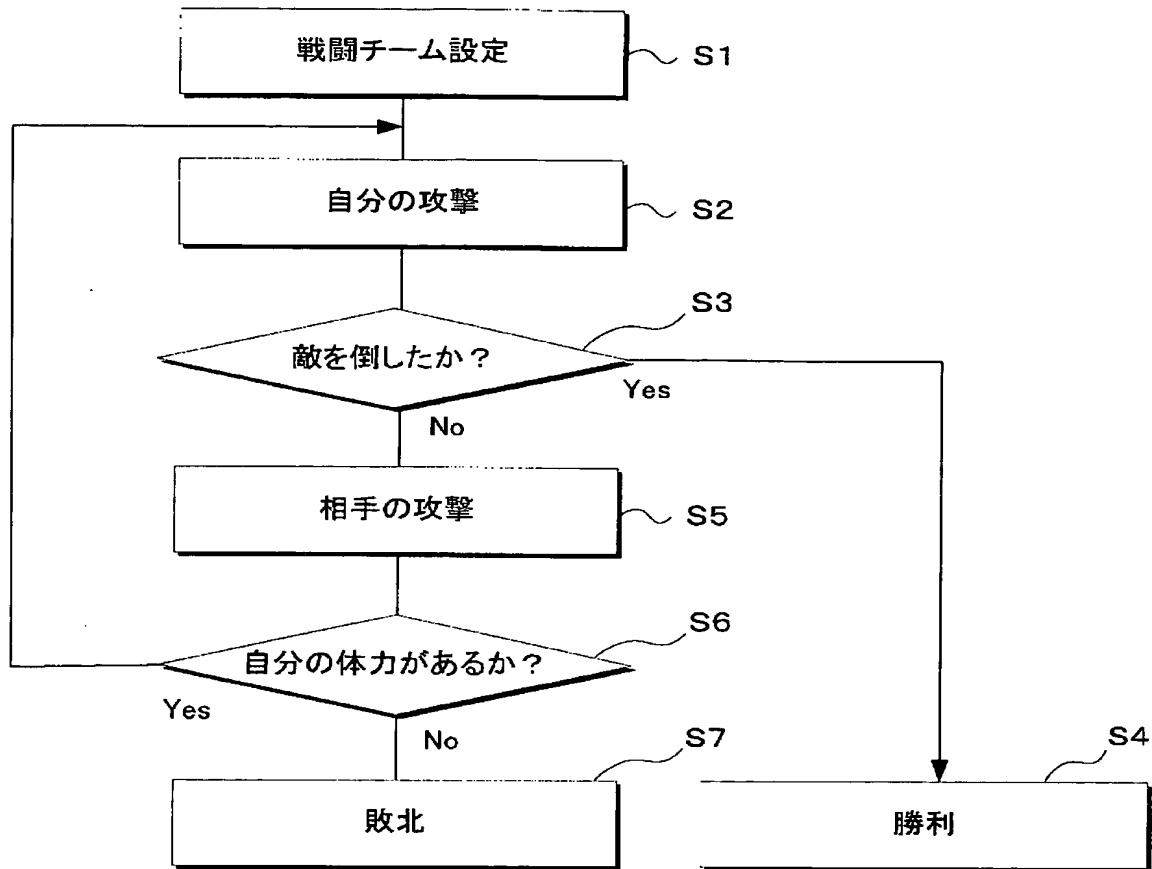 戦闘チーム設定
S1
自分の攻撃
S2
S3
敵を倒したか？
Yes
No
相手の攻撃
S5
S6
自分の体力があるか？
Yes
No
S7
敗北
S4
勝利